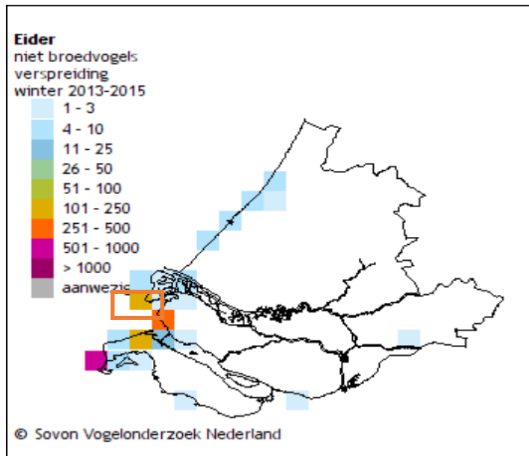 Eider
niet broedvogels
verspreiding
winter 2013-2015
1 - 3
4 - 10
11 - 25
26 - 50
51 - 100
101 - 250
251 - 500
501 - 1000
> 1000
aanwezig
© Sovon Vogelonderzoek Nederland